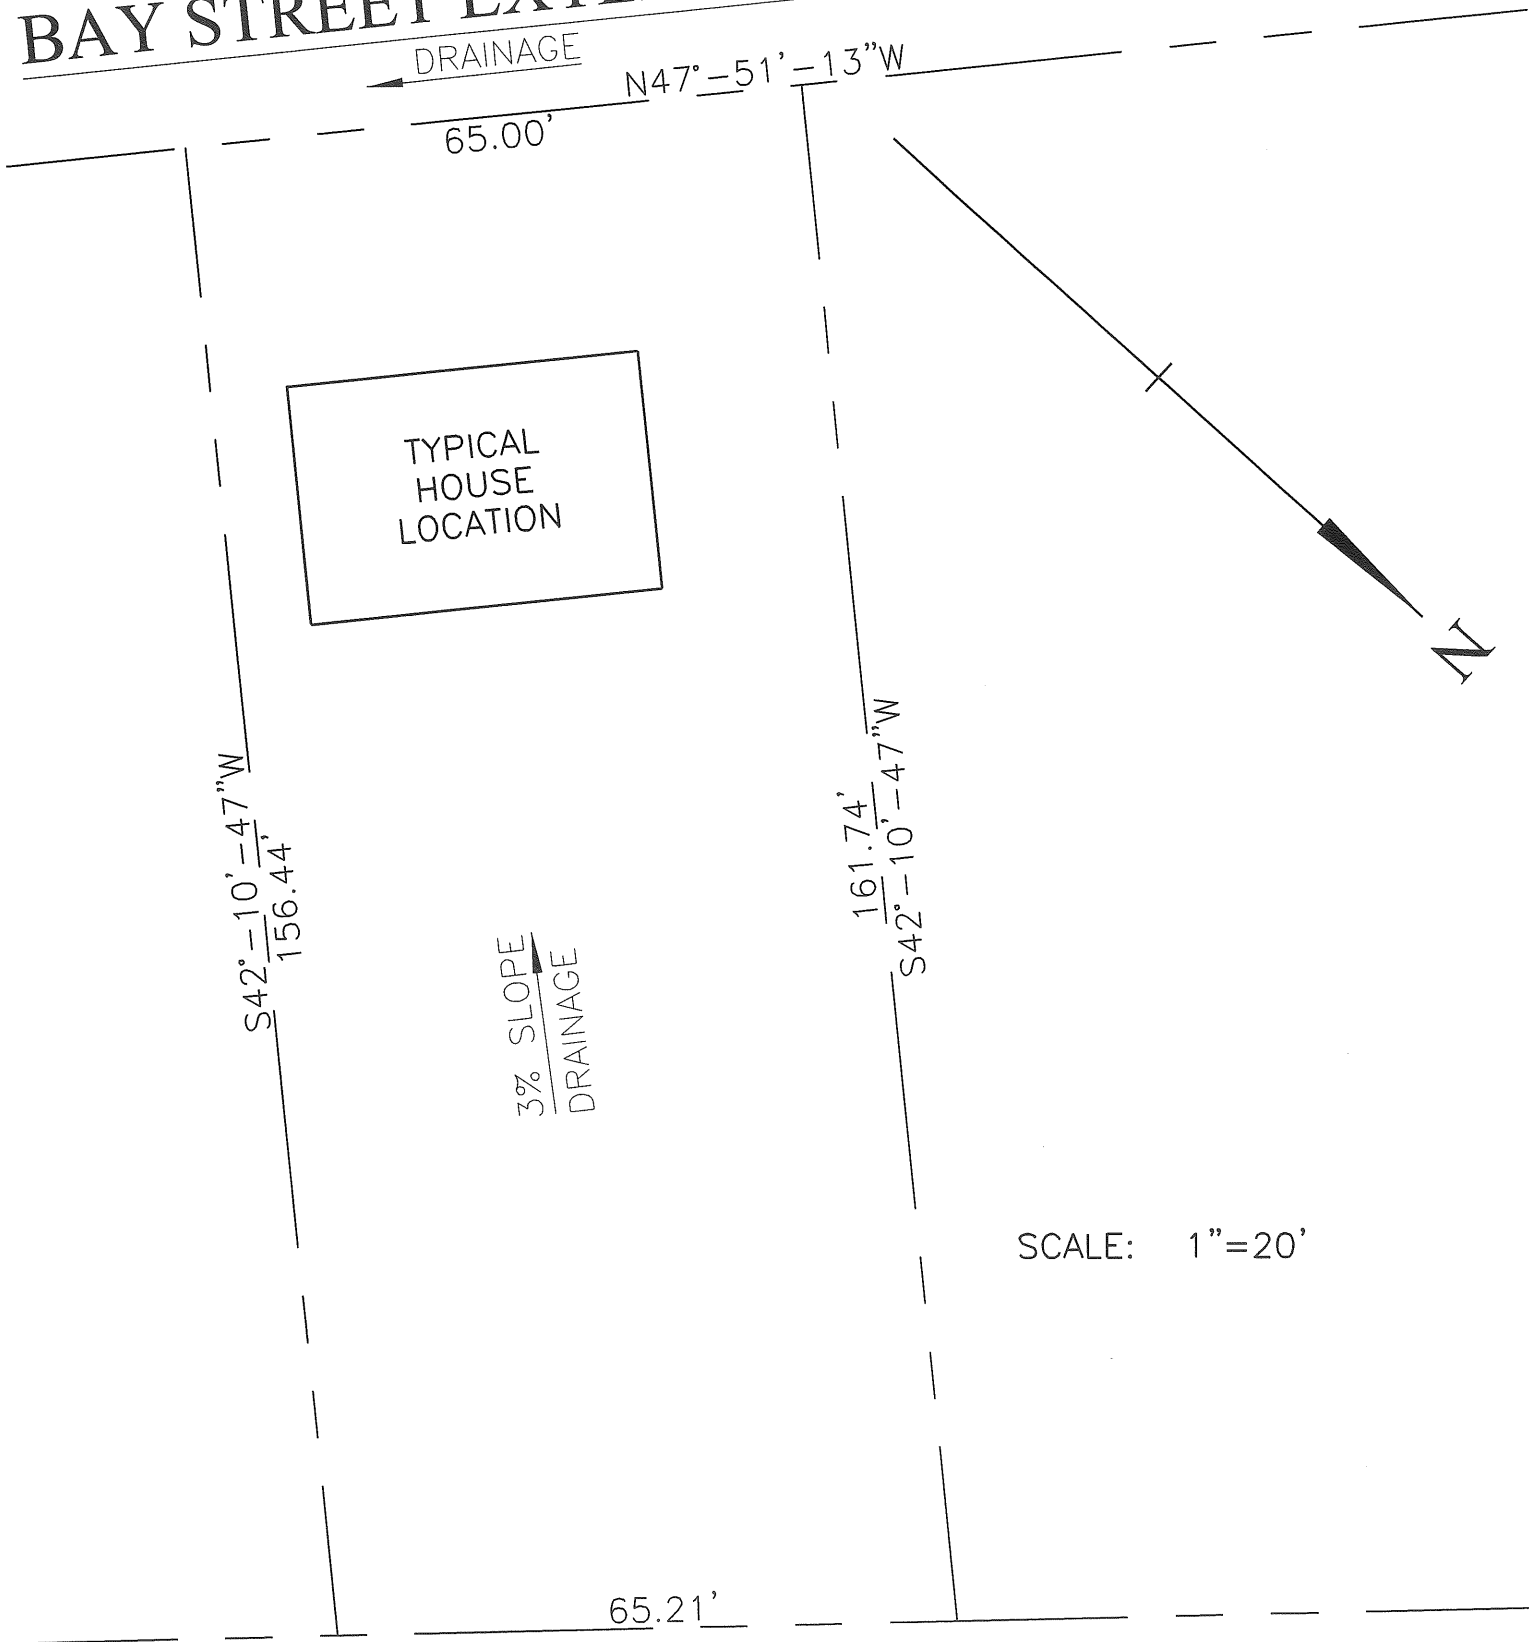 BAY STREET
DRAINAGE
N47°-51'-13"W
65.00'
TYPICAL
HOUSE
LOCATION
N
S42°-10'-47"W
156.44'
161.74'
S42°-10'-47"W
3% SLOPE
DRAINAGE
SCALE: 1"=20'
65.21'